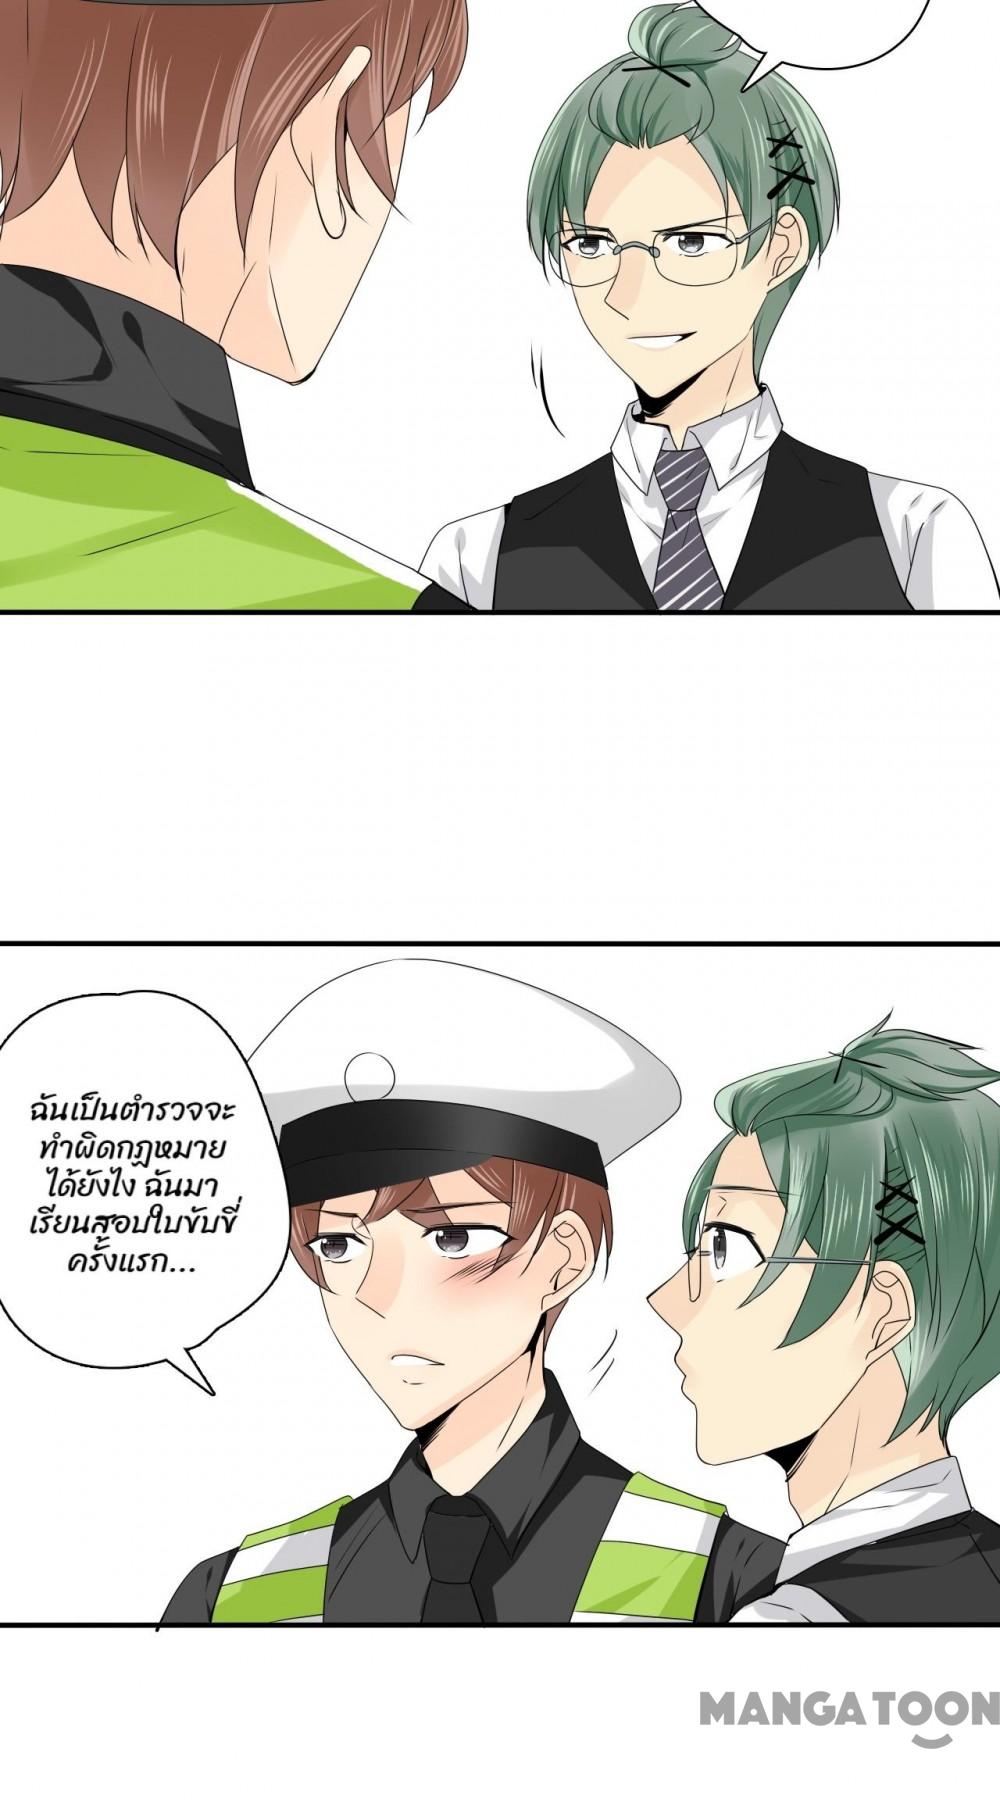 ฉันเป็นตำรวจจะ
ทำผิดกฎหมาย
ได้ยังไง ฉันมา
เรียนสอบใบขับขี่
ครั้งแรก...
MANGATOON